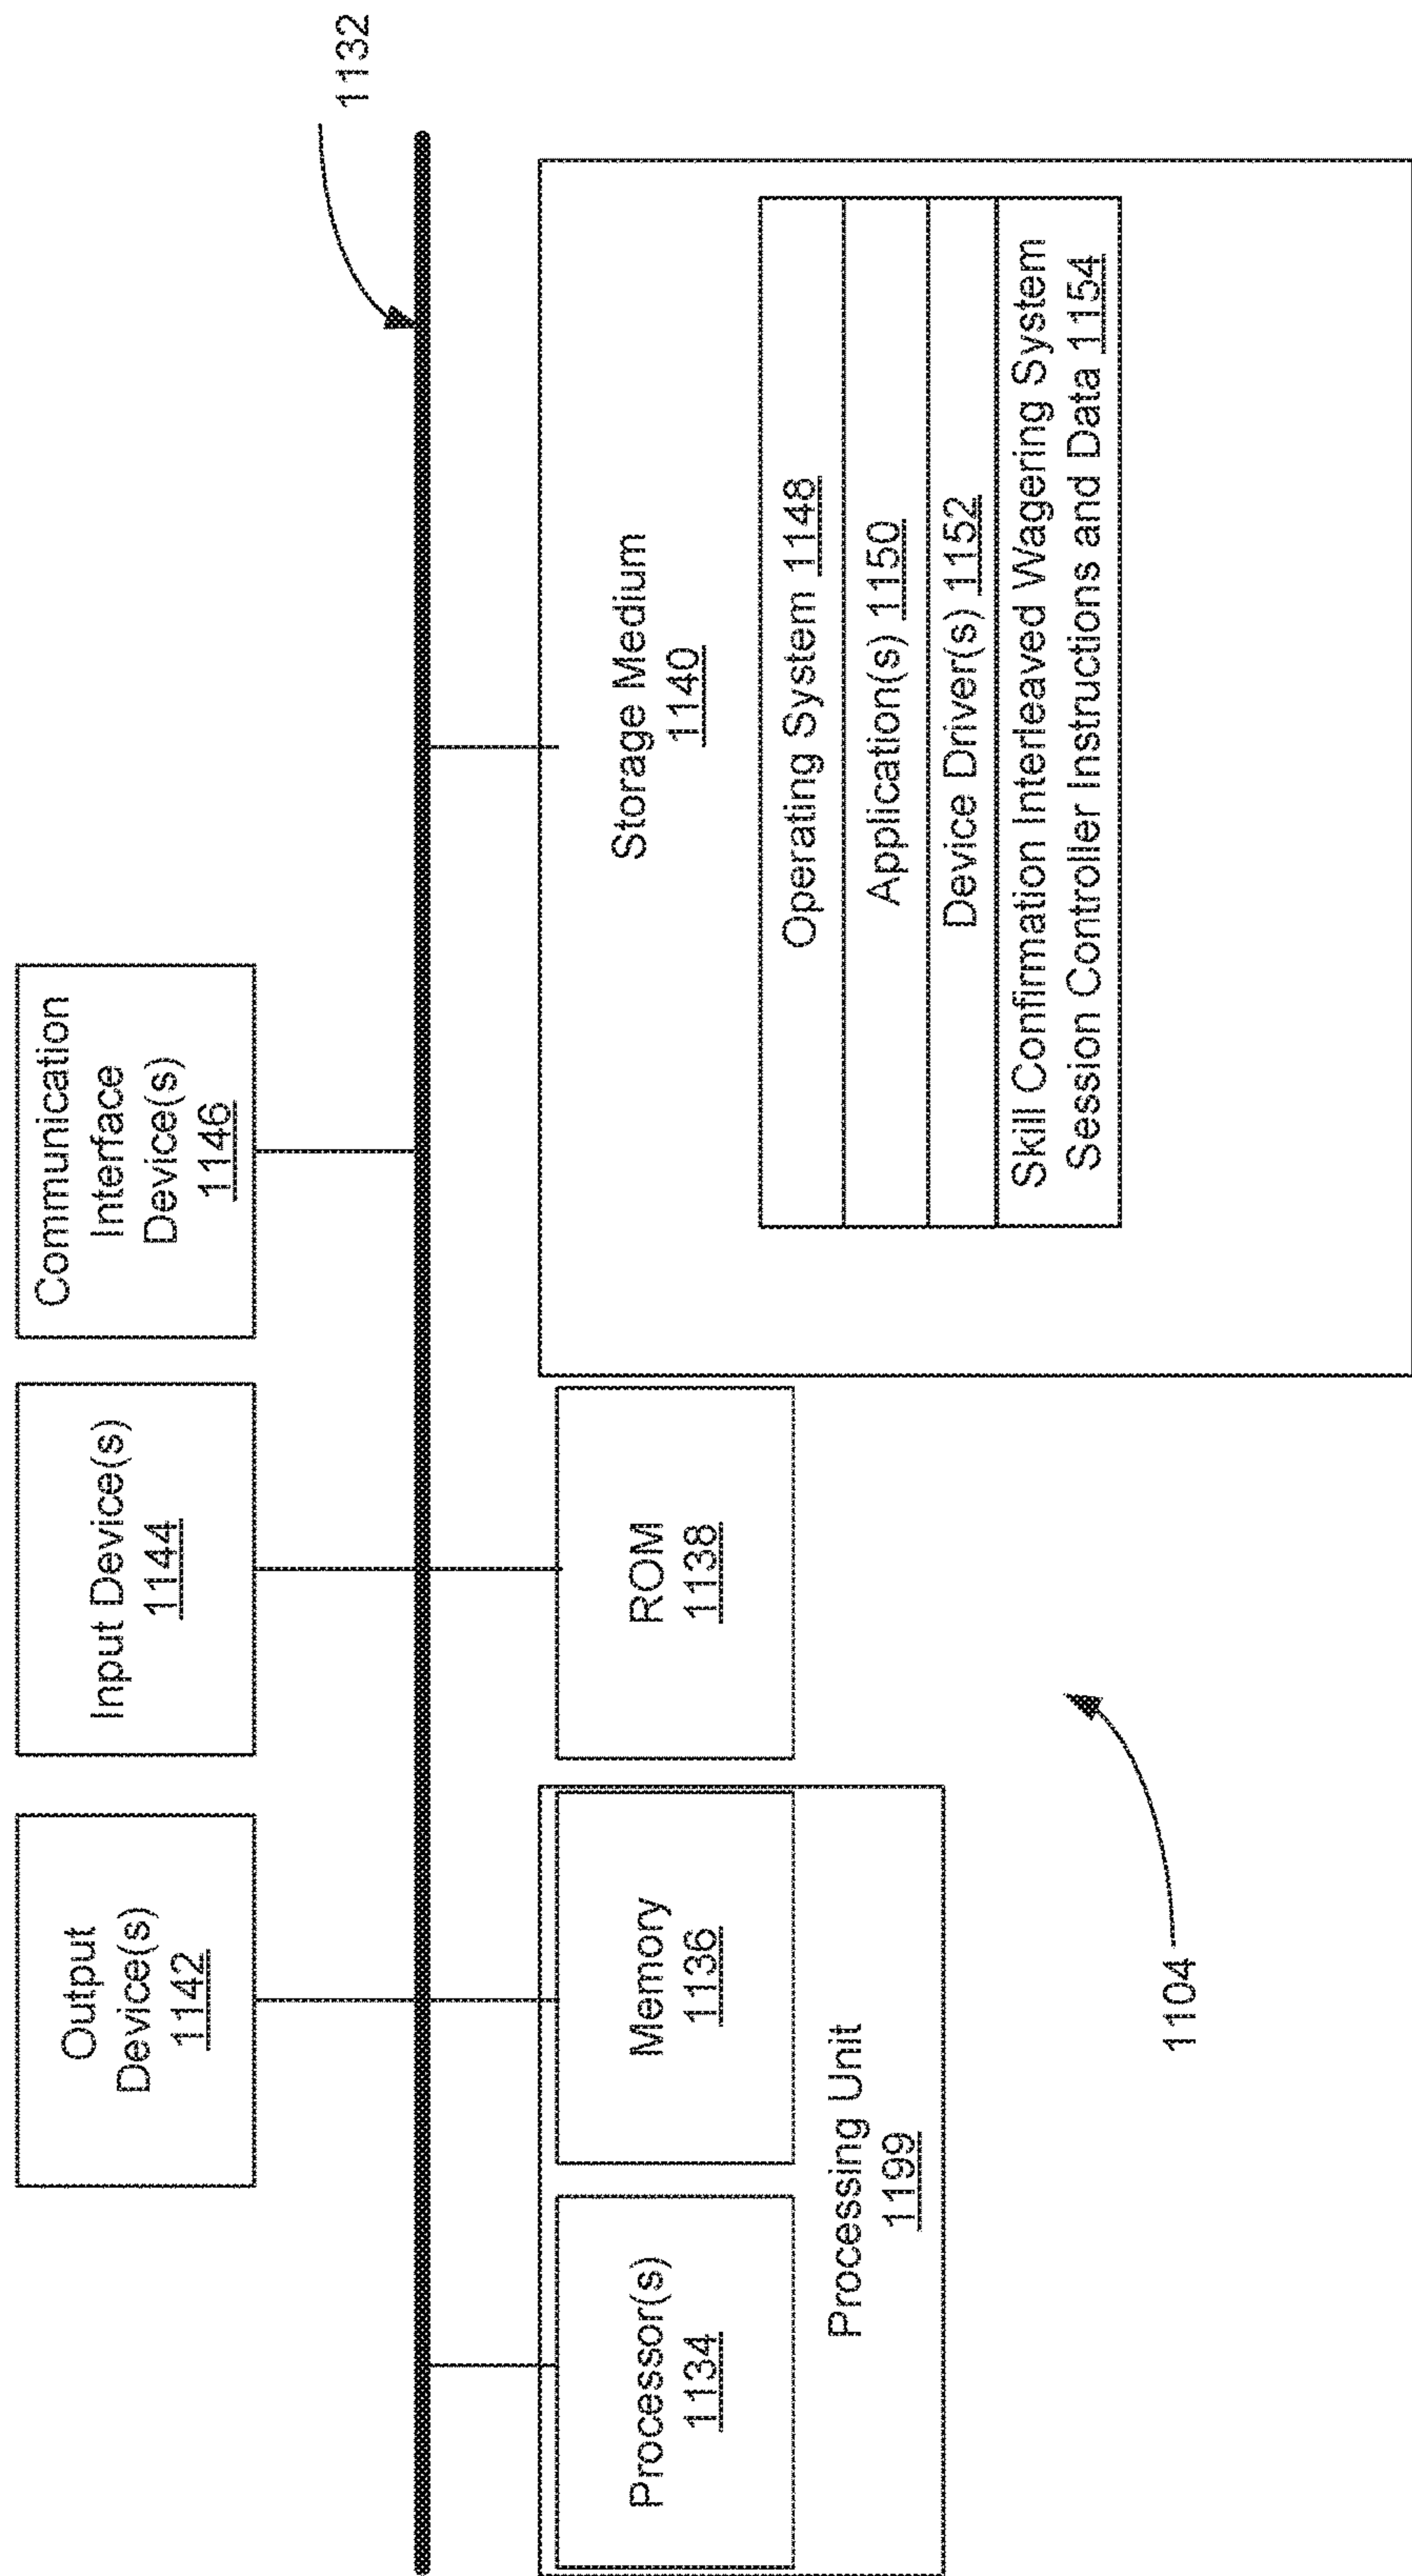 1132
Output
Device(s)
1142
Input Device(s)
1144
Communication
Interface
Device(s)
1146
Processor(s)
1134
Memory
1136
Processing Unit
1199
ROM
1138
Storage Medium
1140
Operating System 1148
Application(s) 1150
Device Driver(s) 1152
Skill Confirmation Interleaved Wagering System
Session Controller Instructions and Data 1154
1104